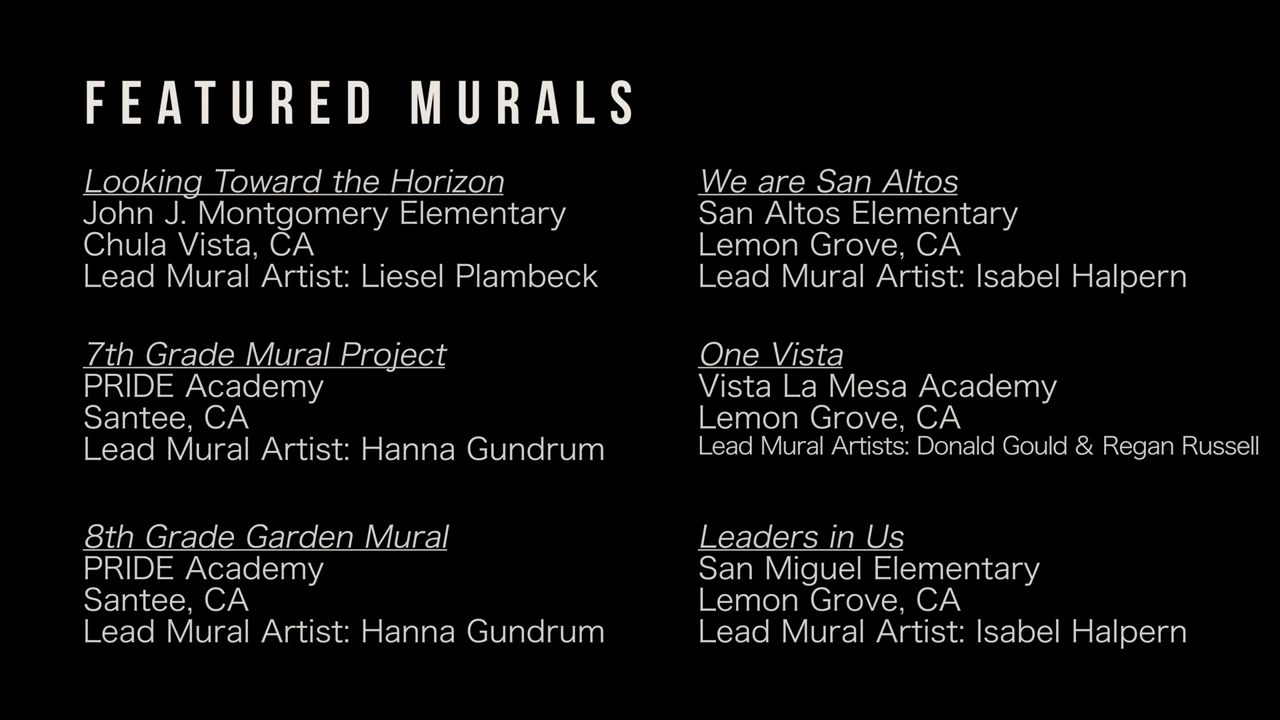 FEATURED MURALS
Looking Toward the Horizon
John J. Montgomery Elementary
Chula Vista, CA
Lead Mural Artist: Liesel Plambeck
7th Grade Mural Project
PRIDE Academy
Santee, CA
Lead Mural Artist: Hanna Gundrum
8th Grade Garden Mural
PRIDE Academy
Santee, CA
Lead Mural Artist: Hanna Gundrum
We are San Altos
San Altos Elementary
Lemon Grove, CA
Lead Mural Artist: Isabel Halpern
One Vista
Vista La Mesa Academy
Lemon Grove, CA
Lead Mural Artists: Donald Gould & Regan Russell
Leaders in Us
San Miguel Elementary
Lemon Grove, CA
Lead Mural Artist: Isabel Halpern